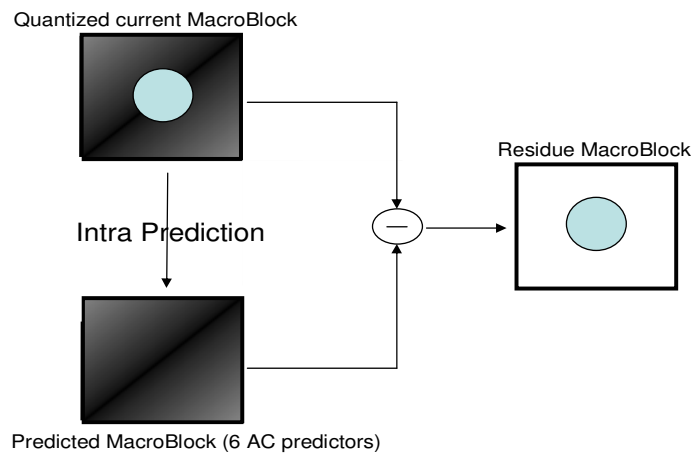 Quantized current MacroBlock
Residue MacroBlock
Intra Prediction
Predicted MacroBlock (6 AC predictors)